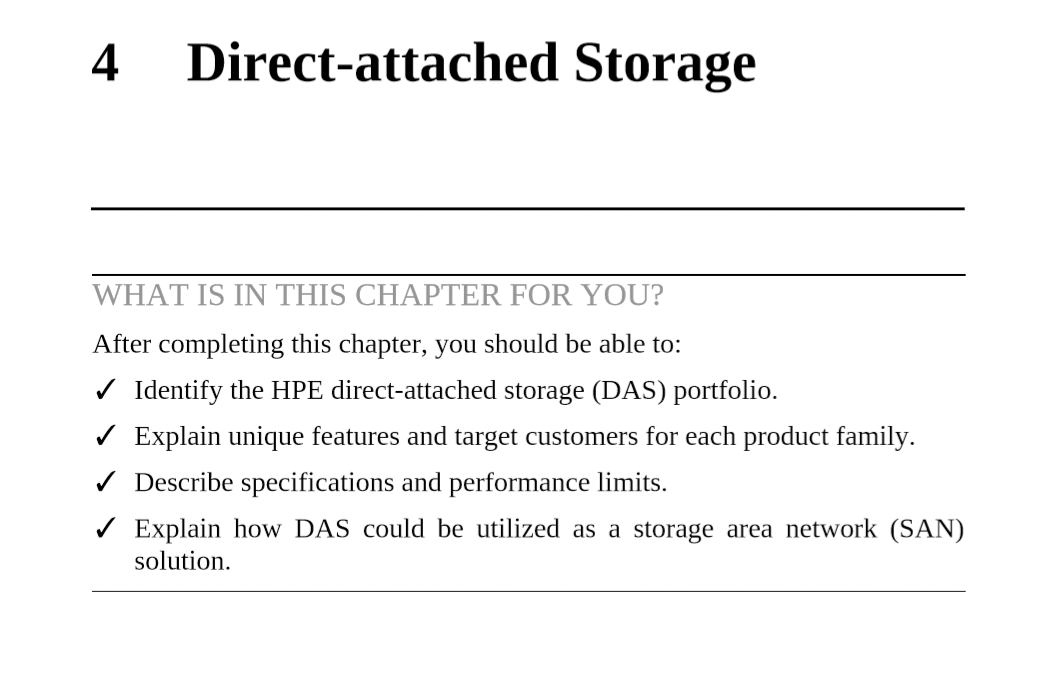 4 Direct-attached Storage
WHAT IS IN THIS CHAPTER FOR YOU?
After completing this chapter, you should be able to:
✓ Identify the HPE direct-attached storage (DAS) portfolio.
✓ Explain unique features and target customers for each product family.
✓ Describe specifications and performance limits.
✓ Explain how DAS could be utilized as a storage area network (SAN)
solution.